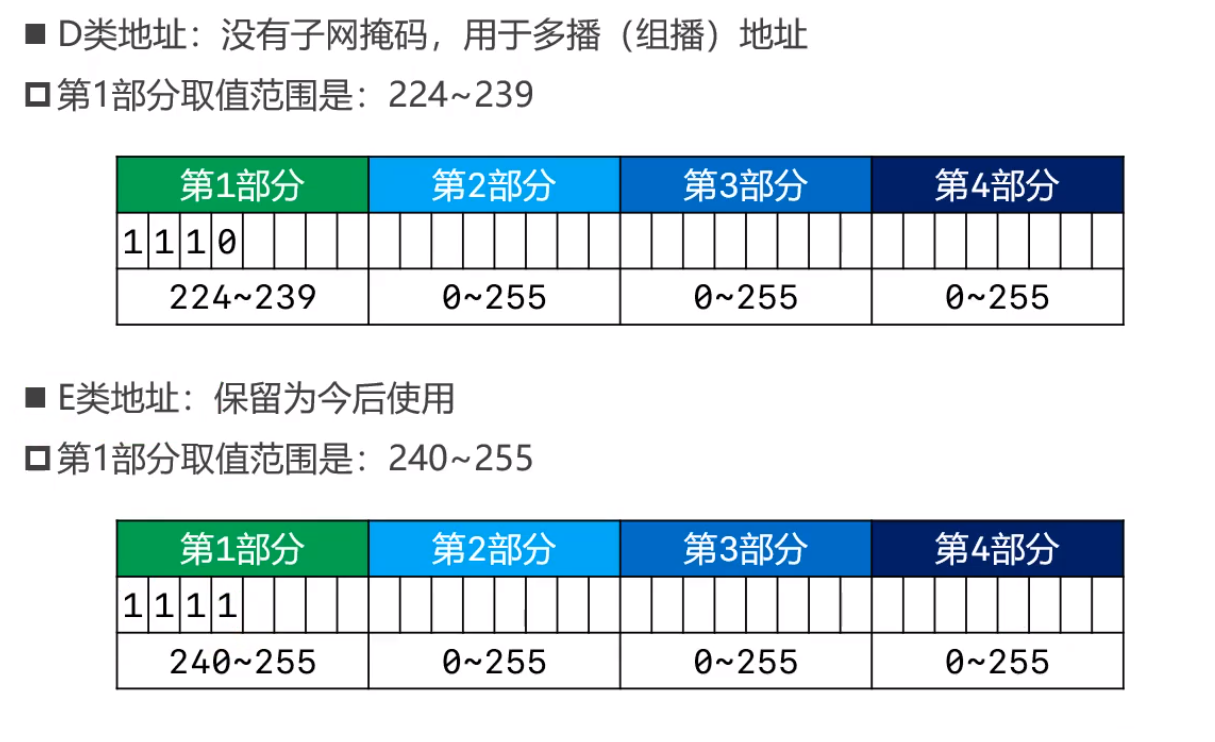 ■ D类地址：没有子网掩码，用于多播（组播）地址
□ 第1部分取值范围是：224~239
第1部分 第2部分 第3部分 第4部分
1 1 1 0
224~239 0~255 0~255 0~255
■ E类地址：保留为今后使用
□ 第1部分取值范围是：240~255
第1部分 第2部分 第3部分 第4部分
1 1 1 1
240~255 0~255 0~255 0~255